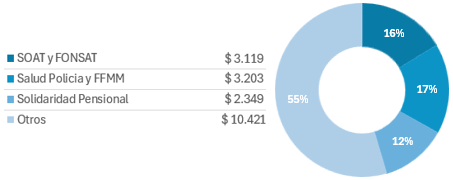 SOAT y FONSAT $ 3.119
Salud Policia y FFMM $ 3.203
Solidaridad Pensional $ 2.349
Otros $ 10.421
16%
17%
12%
55%